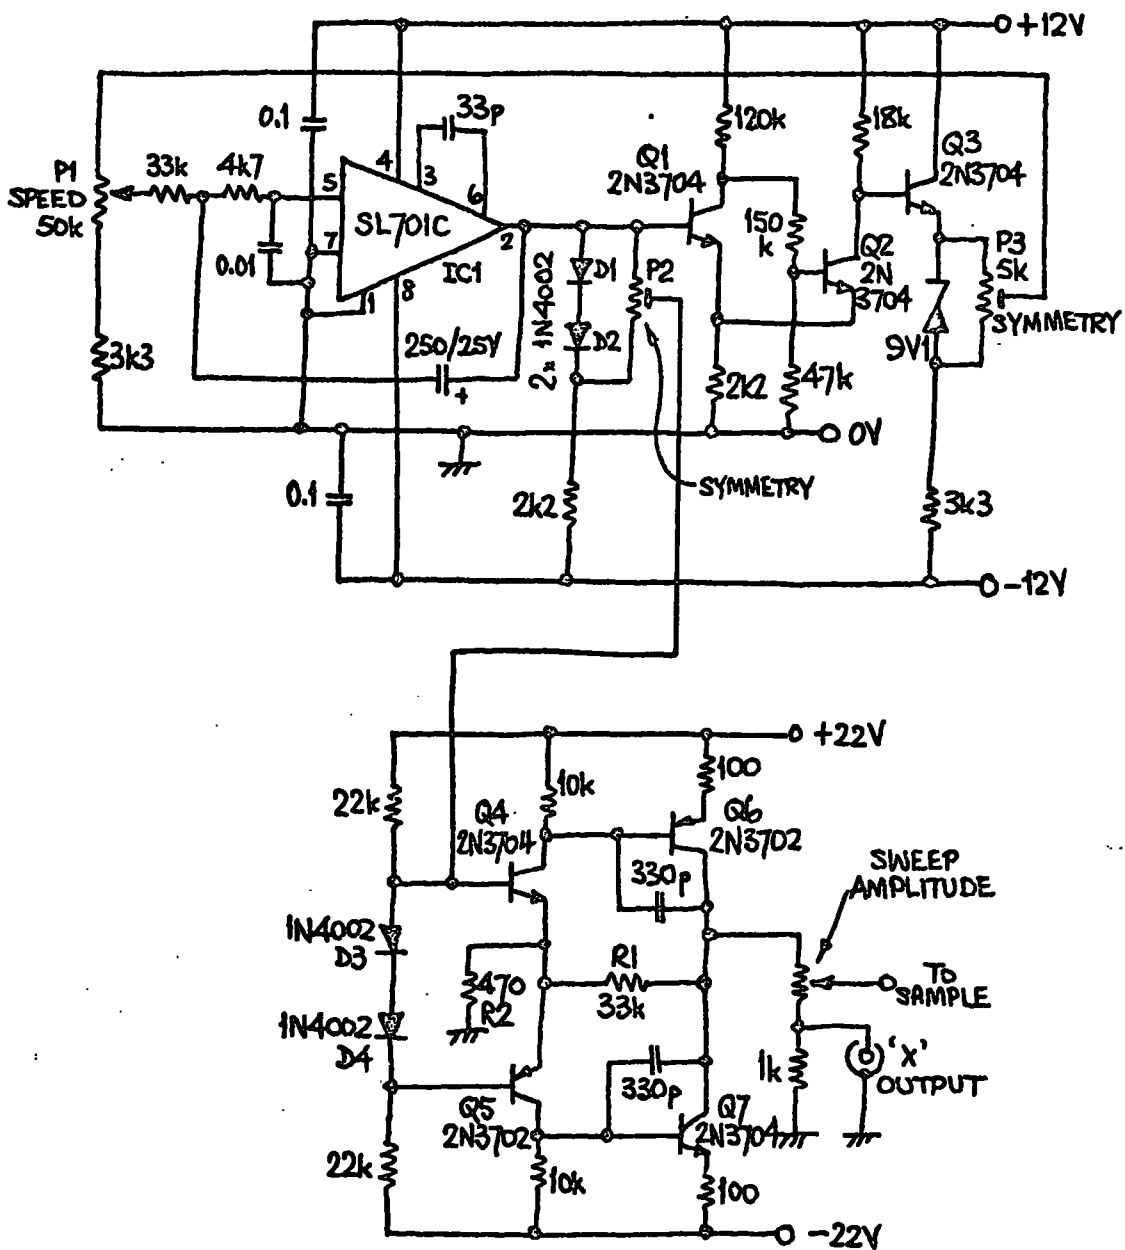 +12V
0.1
33p
120k
18k
P1
SPEED
50k
33k
4k7
5
4
3
6
SL701C
2
7
IC1
1
8
0.01
Q1
2N3704
150
k
Q2
2N
3704
Q3
2N3704
P3
5k
SYMMETRY
9V1
D1
D2
2x 1N4002
P2
250/25V
+
3k3
2k2
47k
0V
0.1
2k2
SYMMETRY
3k3
-12V
+22V
22k
10k
100
Q4
2N3704
Q6
2N3702
330p
SWEEP
AMPLITUDE
1N4002
D3
470
R2
R1
33k
TO
SAMPLE
1N4002
D4
330p
1k
'X'
OUTPUT
Q5
2N3702
Q7
2N3704
22k
10k
100
-22V